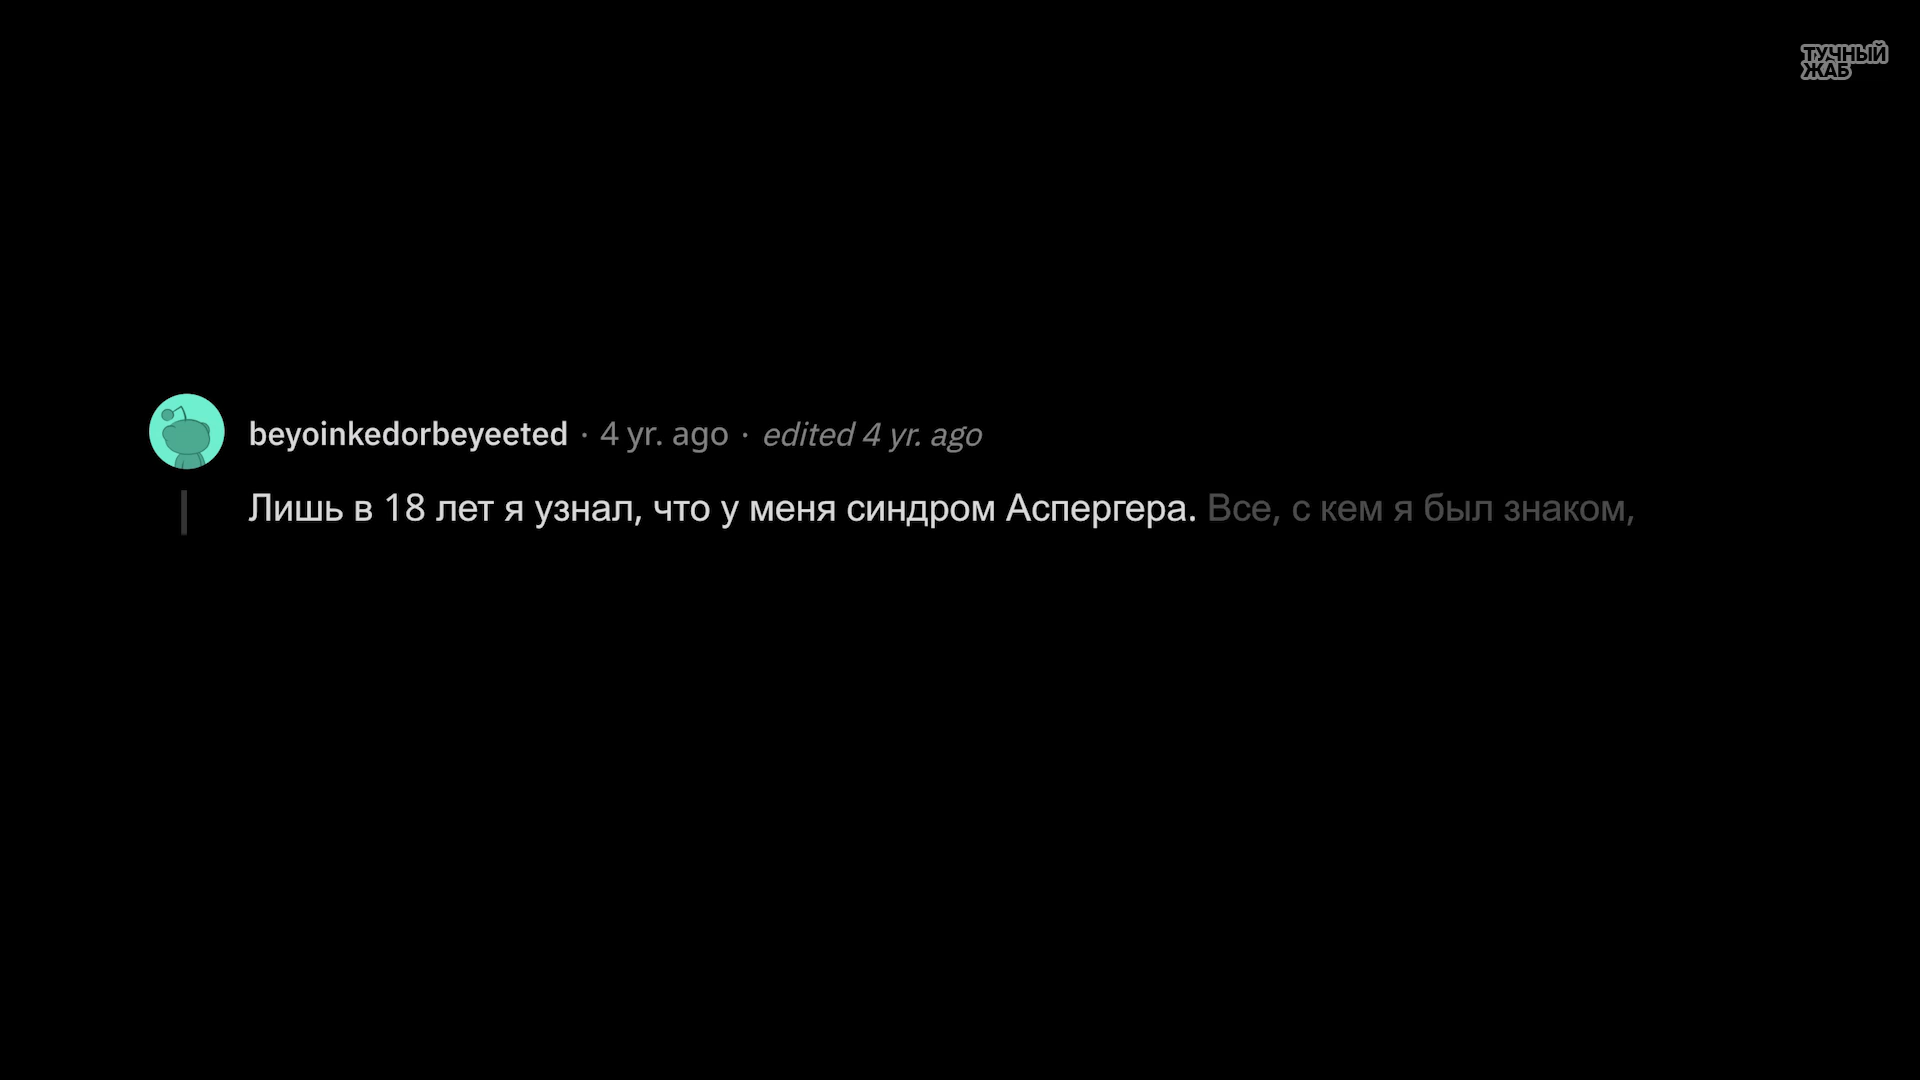 ТУЧНЫЙ
ЖАБ
beyoinkedorbeyeeted · 4 yr. ago · edited 4 yr. ago
Лишь в 18 лет я узнал, что у меня синдром Аспергера. Все, с кем я был знаком,